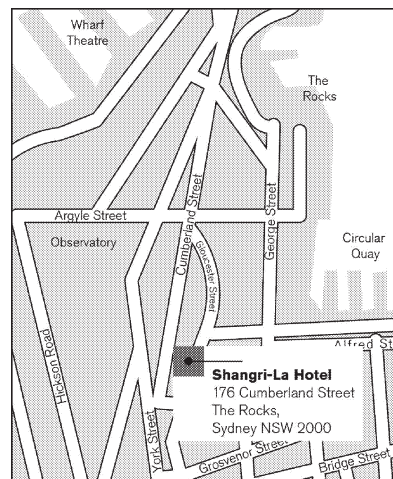 Wharf
Theatre
The
Rocks
Argyle Street
Observatory
Cumberland Street
Gloucester Street
George Street
Circular
Quay
Hickson Road
Alfred St
Shangri-La Hotel
176 Cumberland Street
The Rocks,
Sydney NSW 2000
York Street
Grosvenor Street
Bridge Street